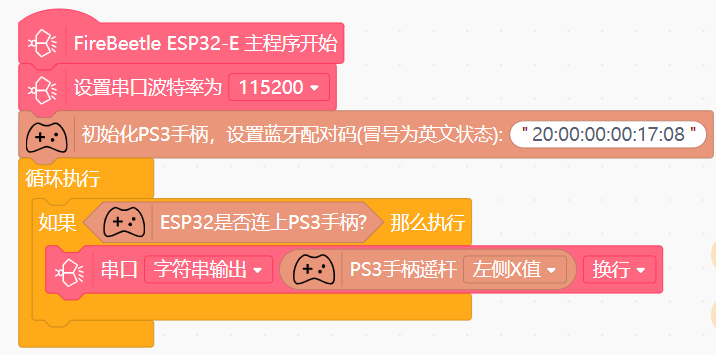 FireBeetle ESP32-E 主程序开始
设置串口波特率为 115200
初始化PS3手柄，设置蓝牙配对码(冒号为英文状态): "20:00:00:00:17:08"
循环执行
如果 ESP32是否连上PS3手柄? 那么执行
串口 字符串输出 PS3手柄遥杆 左侧X值 换行